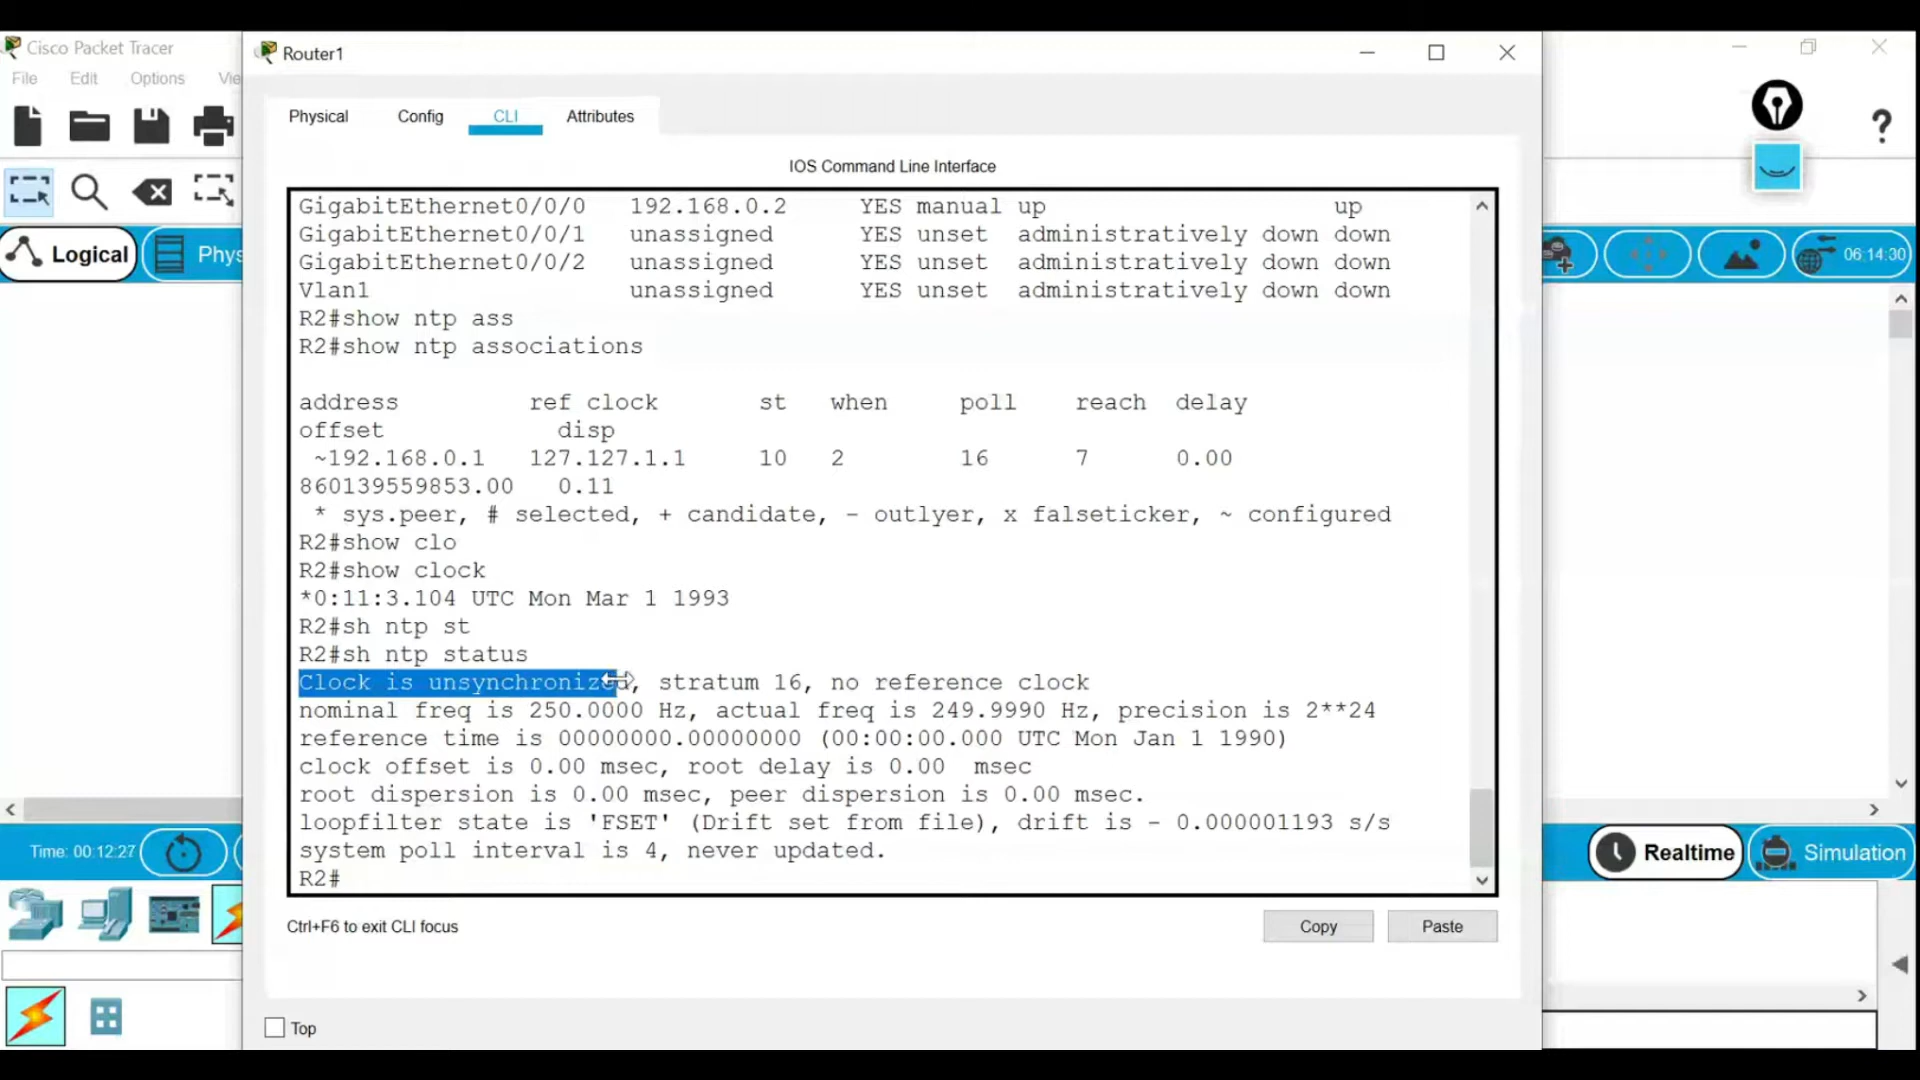 Cisco Packet Tracer
File Edit Options Vie
Router1
Physical Config CLI Attributes
IOS Command Line Interface
Logical
Phys
06:14:30
GigabitEthernet0/0/0 192.168.0.2 YES manual up up
GigabitEthernet0/0/1 unassigned YES unset administratively down down
GigabitEthernet0/0/2 unassigned YES unset administratively down down
Vlan1 unassigned YES unset administratively down down
R2#show ntp ass
R2#show ntp associations
address ref clock st when poll reach delay
offset disp
~192.168.0.1 127.127.1.1 10 2 16 7 0.00
860139559853.00 0.11
* sys.peer, # selected, + candidate, - outlyer, x falseticker, ~ configured
R2#show clo
R2#show clock
*0:11:3.104 UTC Mon Mar 1 1993
R2#sh ntp st
R2#sh ntp status
Clock is unsynchronized, stratum 16, no reference clock
nominal freq is 250.0000 Hz, actual freq is 249.9990 Hz, precision is 2**24
reference time is 00000000.00000000 (00:00:00.000 UTC Mon Jan 1 1990)
clock offset is 0.00 msec, root delay is 0.00 msec
root dispersion is 0.00 msec, peer dispersion is 0.00 msec.
loopfilter state is 'FSET' (Drift set from file), drift is - 0.000001193 s/s
system poll interval is 4, never updated.
R2#
Ctrl+F6 to exit CLI focus
Copy
Paste
Top
Time: 00:12:27
Realtime
Simulation